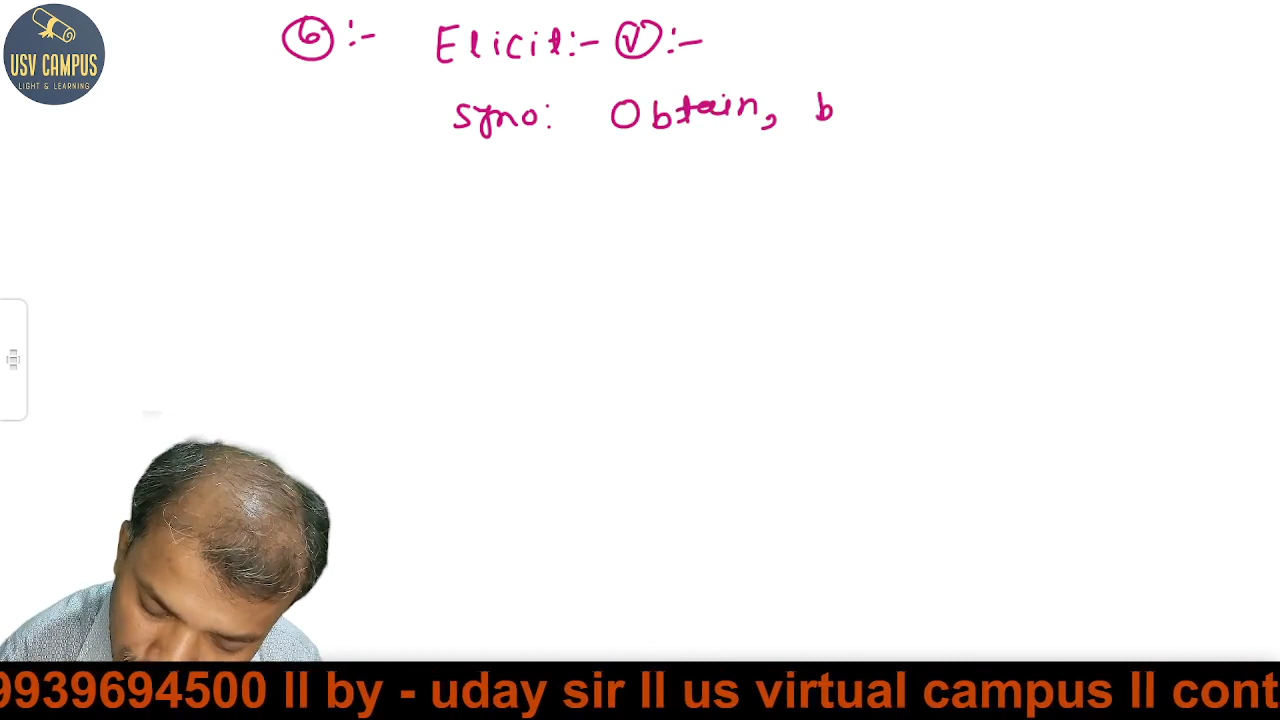 USV CAMPUS
LIGHT & LEARNING
6 :- Elicit :- V :-
Syno: Obtain, b
9939694500 ll by - uday sir ll us virtual campus ll cont